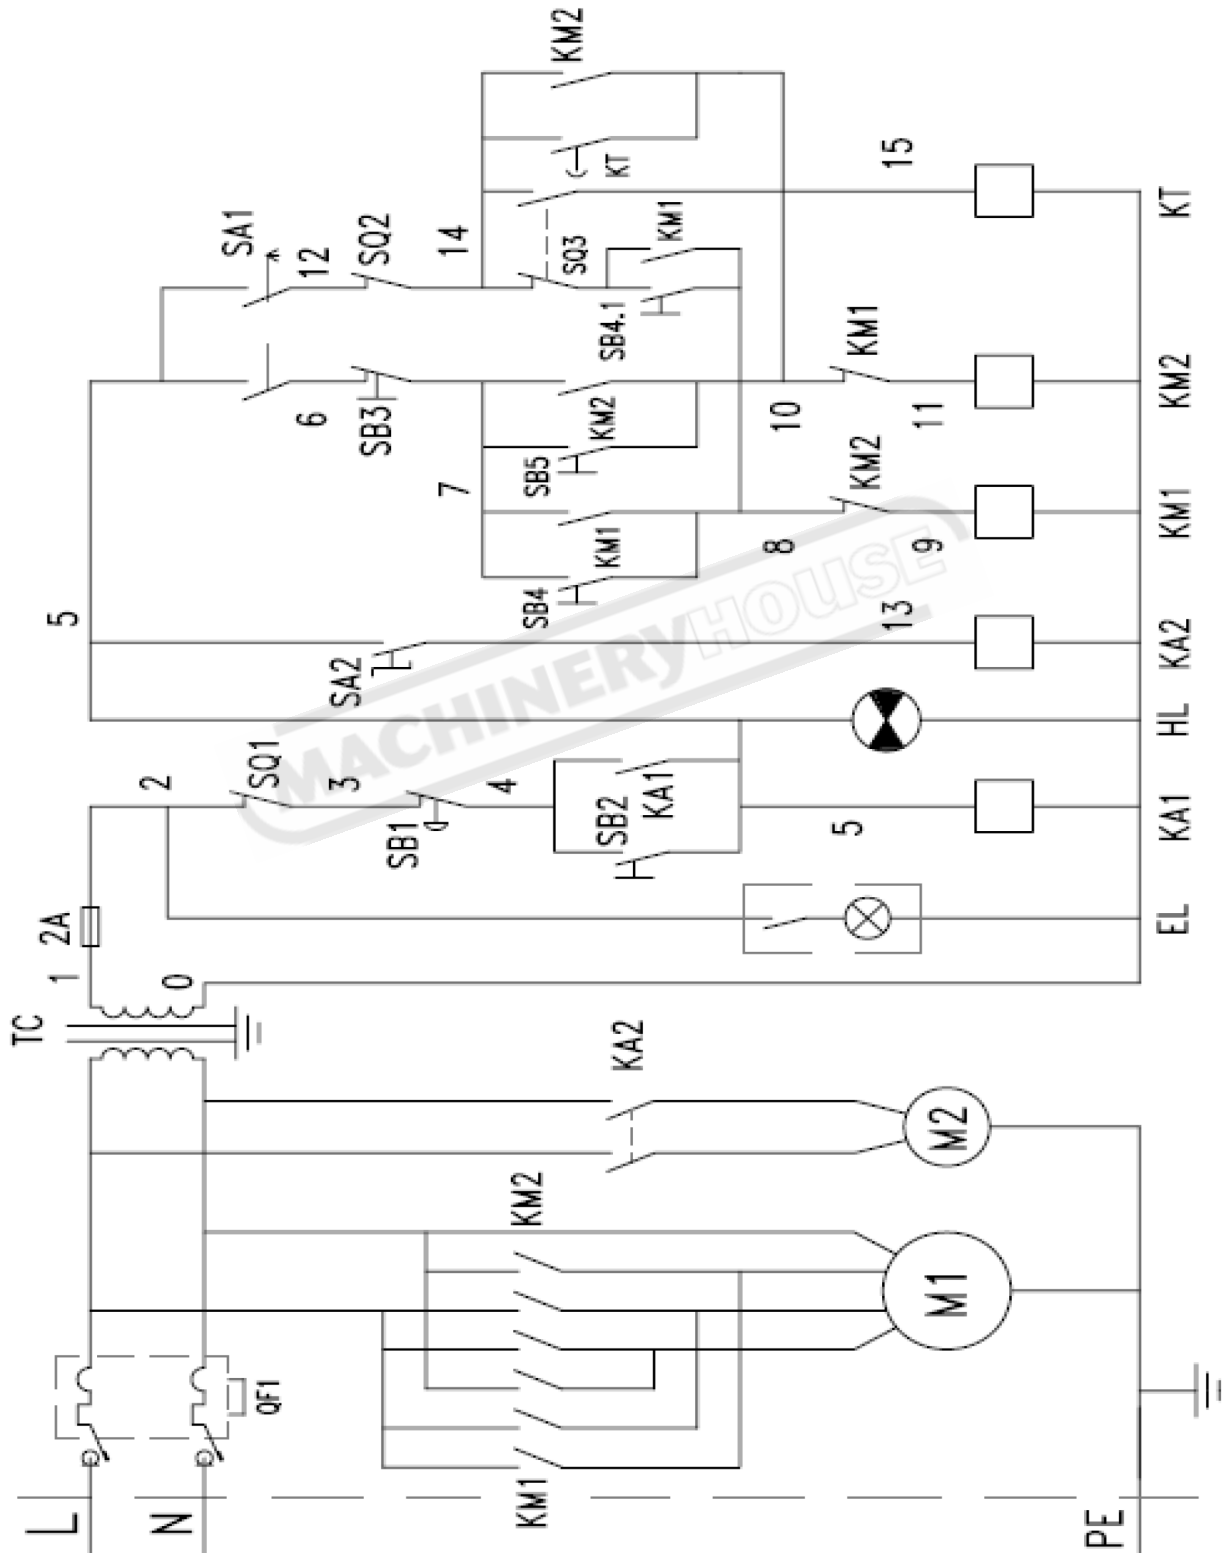 KM2
KT
15
KT
SA1
12
SQ2
14
SQ3
KM1
SB4.1
KM1
6
SB3
KM2
10
11
KM2
SB5
7
KM2
KM1
8
9
KM1
SB4
5
13
SA2
KA2
MACHINERYHOUSE
HL
2
SQ1
3
4
SB1
SB2
KA1
5
KA1
2A
1
0
EL
TC
KA2
M2
KM2
M1
QF1
KM1
L
N
PE